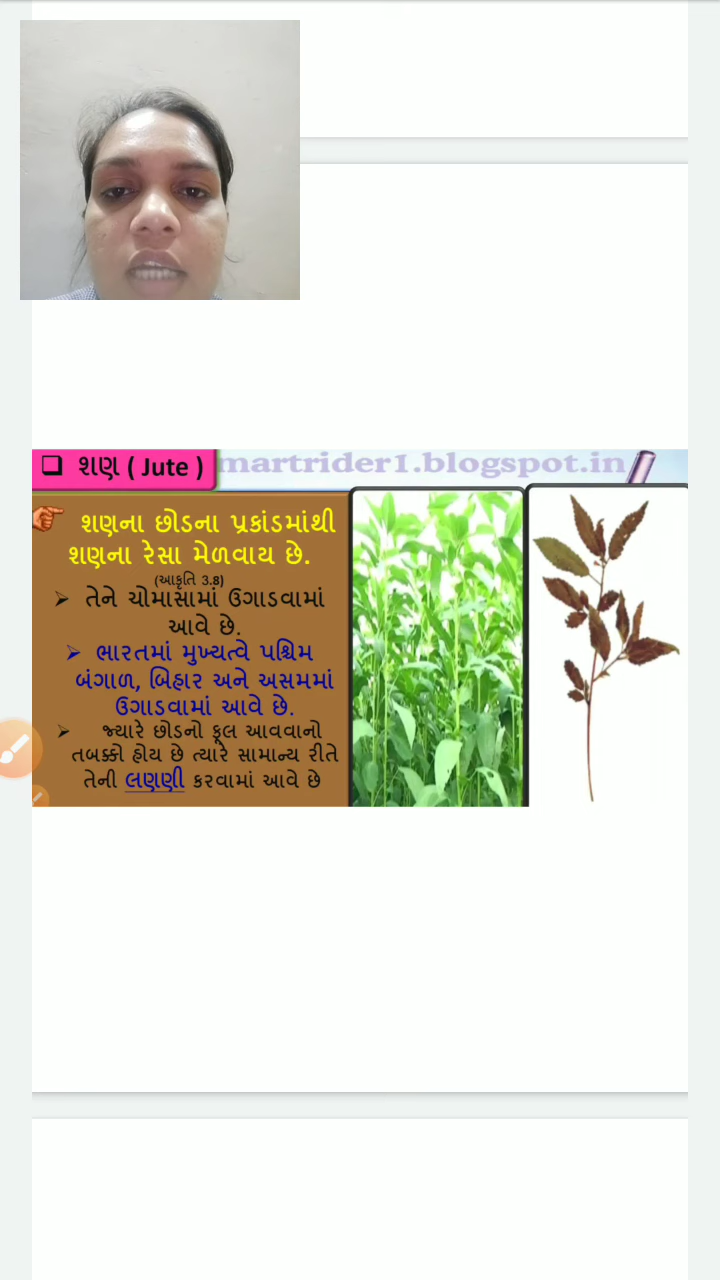 ❑ શણ ( Jute )
martrider1.blogspot.in
શણના છોડના પ્રકાંડમાંથી
શણના રેસા મેળવાય છે.
(આકૃતિ 3.8)
➢ તેને ચોમાસામાં ઉગાડવામાં
આવે છે.
➢ ભારતમાં મુખ્યત્વે પશ્ચિમ
બંગાળ, બિહાર અને અસમમાં
ઉગાડવામાં આવે છે.
➢ જ્યારે છોડનો ફૂલ આવવાનો
તબક્કો હોય છે ત્યારે સામાન્ય રીતે
તેની લણણી કરવામાં આવે છે